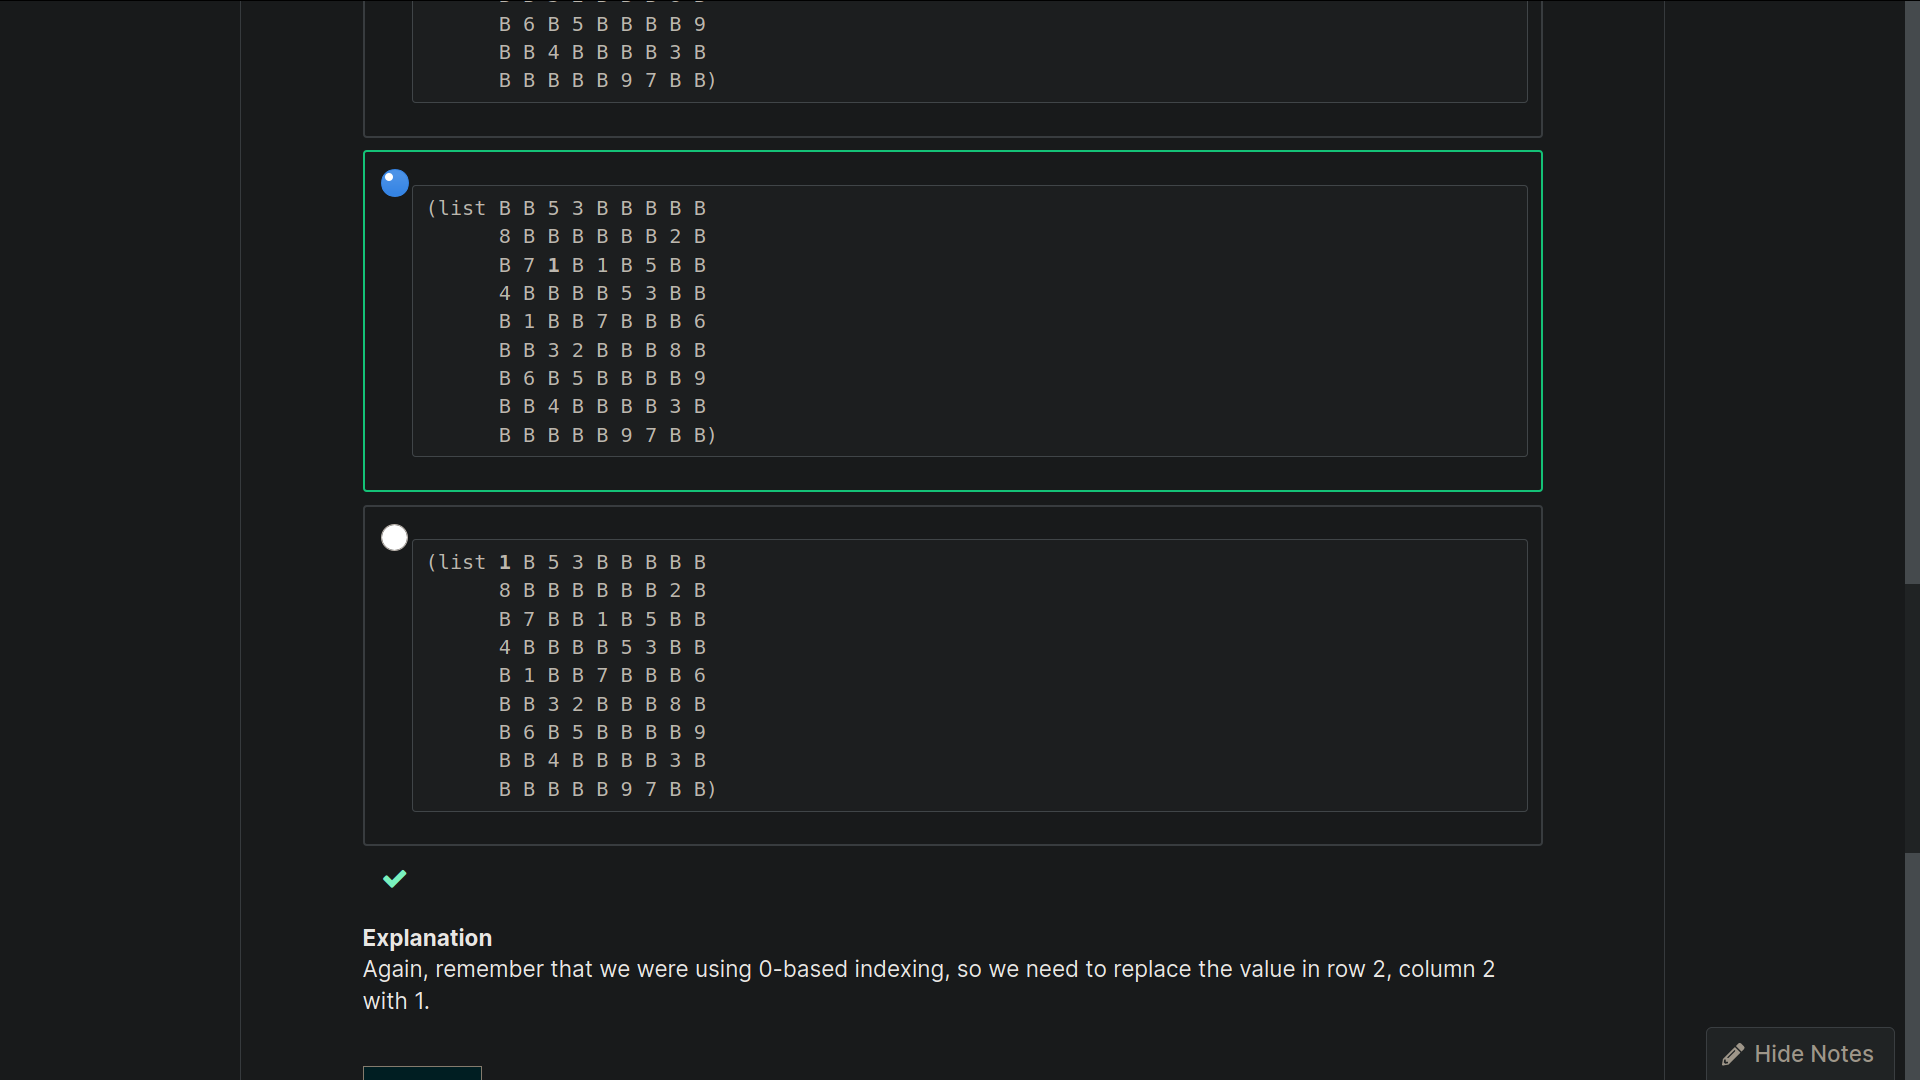 B 6 B 5 B B B B 9
B B 4 B B B B 3 B
B B B B B 9 7 B B)
(list B B 5 3 B B B B B
8 B B B B B B 2 B
B 7 1 B 1 B 5 B B
4 B B B B 5 3 B B
B 1 B B 7 B B B 6
B B 3 2 B B B 8 B
B 6 B 5 B B B B 9
B B 4 B B B B 3 B
B B B B B 9 7 B B)
(list 1 B 5 3 B B B B B
8 B B B B B B 2 B
B 7 B B 1 B 5 B B
4 B B B B 5 3 B B
B 1 B B 7 B B B 6
B B 3 2 B B B 8 B
B 6 B 5 B B B B 9
B B 4 B B B B 3 B
B B B B B 9 7 B B)
Explanation
Again, remember that we were using 0-based indexing, so we need to replace the value in row 2, column 2
with 1.
Hide Notes